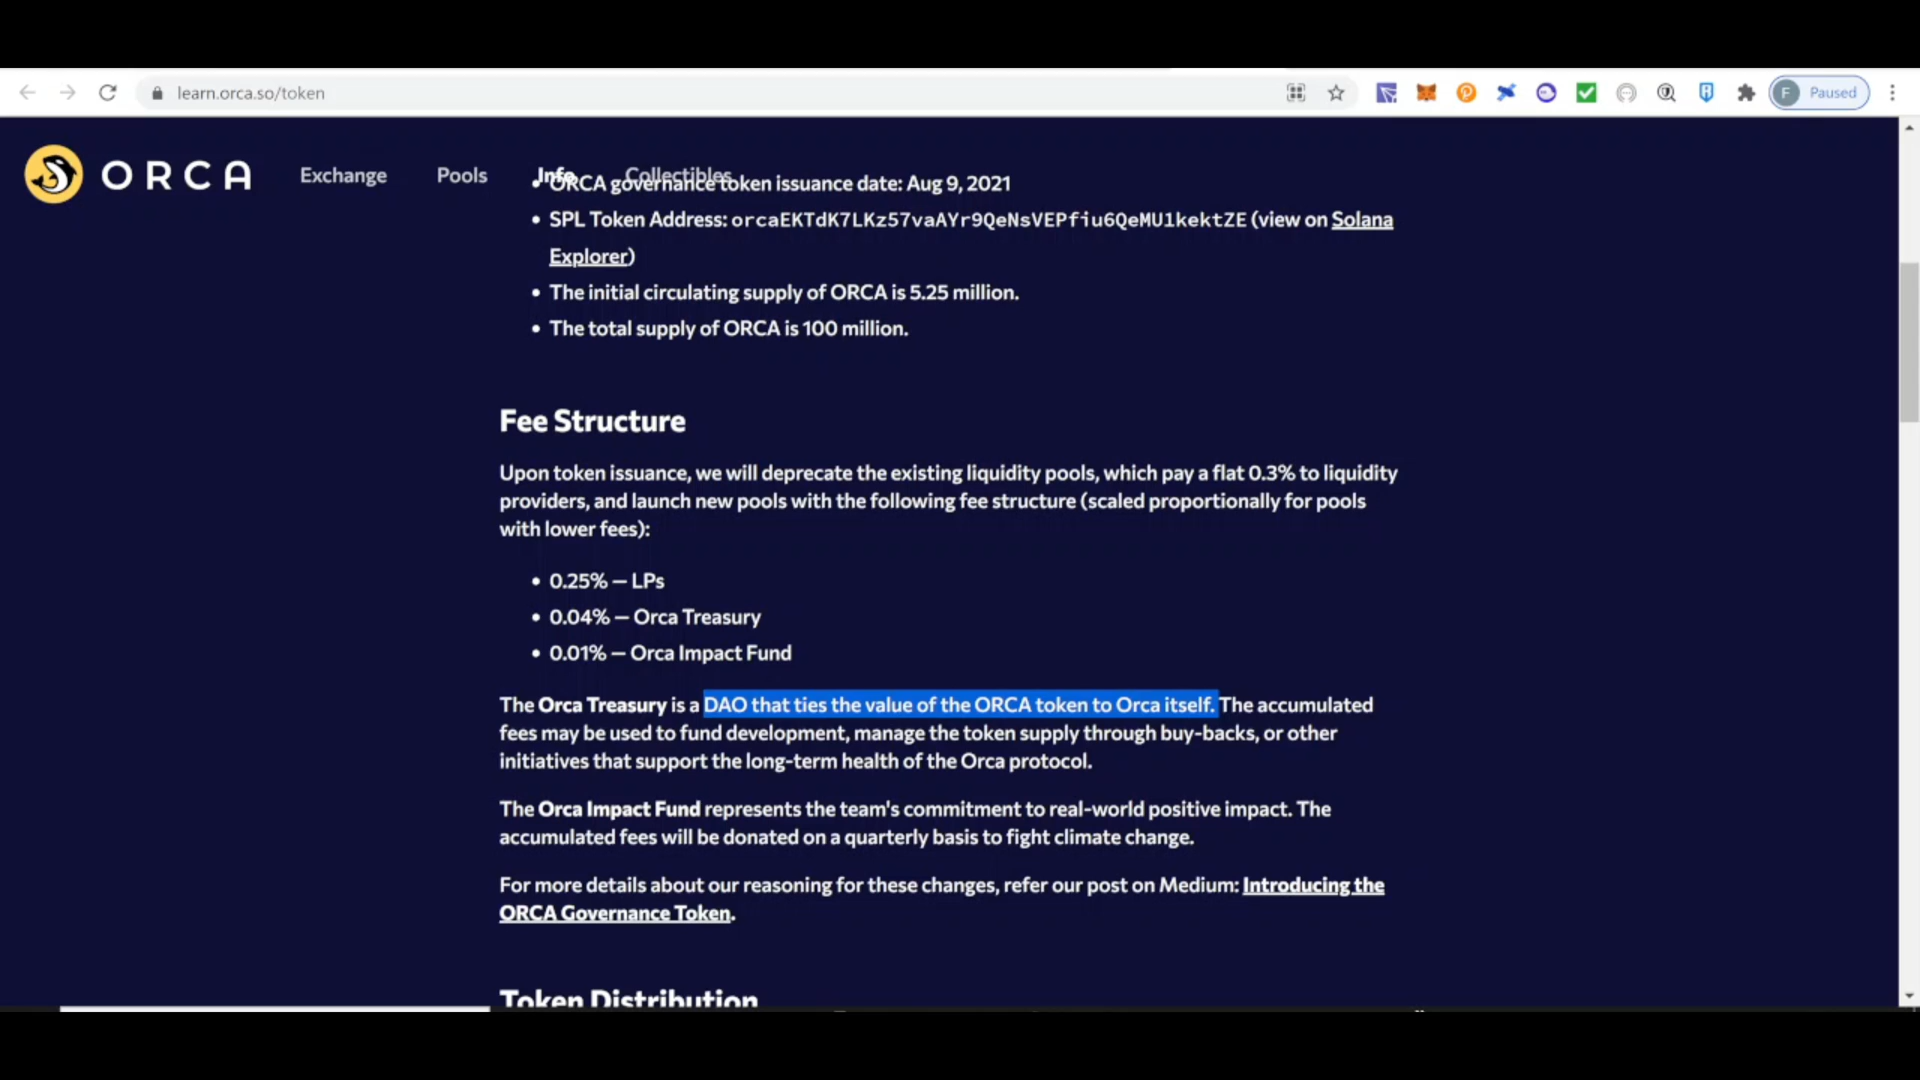 learn.orca.so/token
F Paused
ORCA Exchange Pools Info Collectibles
• ORCA governance token issuance date: Aug 9, 2021
• SPL Token Address: orcaEKTdK7LKz57vaAYr9QeNsVEPfiu6QeMU1kektZE (view on Solana
Explorer)
• The initial circulating supply of ORCA is 5.25 million.
• The total supply of ORCA is 100 million.
Fee Structure
Upon token issuance, we will deprecate the existing liquidity pools, which pay a flat 0.3% to liquidity
providers, and launch new pools with the following fee structure (scaled proportionally for pools
with lower fees):
• 0.25% — LPs
• 0.04% — Orca Treasury
• 0.01% — Orca Impact Fund
The Orca Treasury is a DAO that ties the value of the ORCA token to Orca itself. The accumulated
fees may be used to fund development, manage the token supply through buy-backs, or other
initiatives that support the long-term health of the Orca protocol.
The Orca Impact Fund represents the team's commitment to real-world positive impact. The
accumulated fees will be donated on a quarterly basis to fight climate change.
For more details about our reasoning for these changes, refer our post on Medium: Introducing the
ORCA Governance Token.
Token Distribution